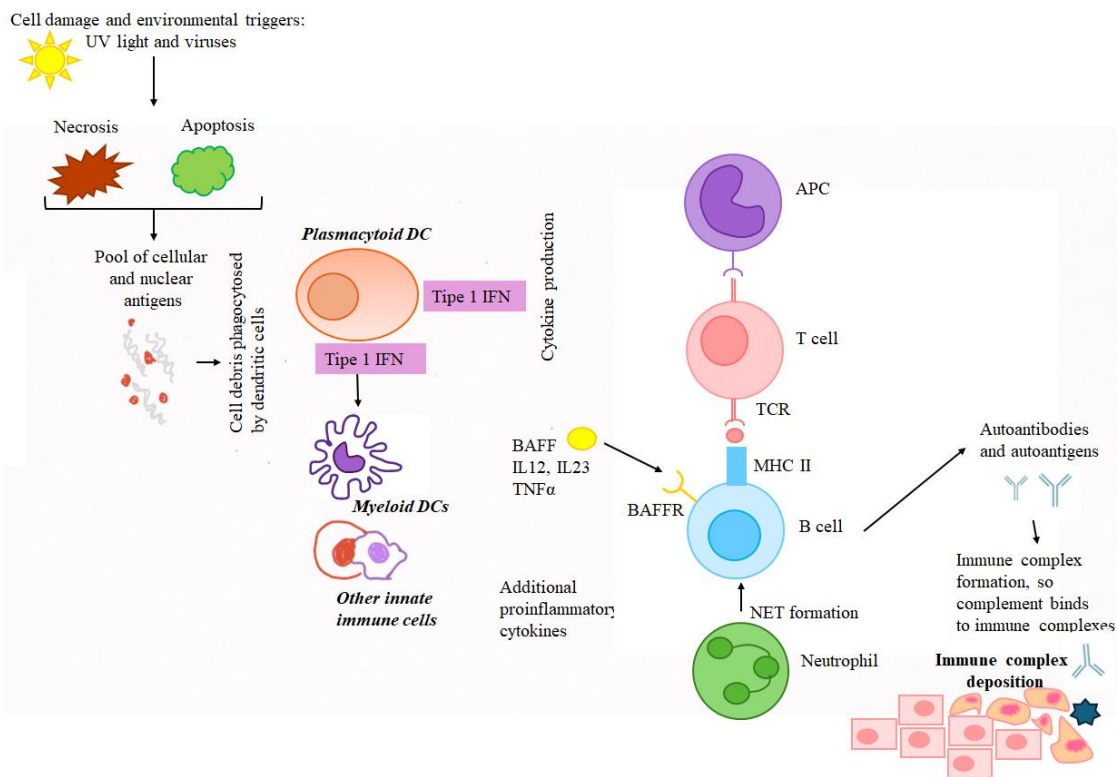 Cell damage and environmental triggers:
UV light and viruses
Necrosis
Apoptosis
Pool of cellular
and nuclear
antigens
Cell debris phagocytosed
by dendritic cells
Plasmacytoid DC
Tipe 1 IFN
Tipe 1 IFN
Myeloid DCs
Other innate
immune cells
Cytokine production
BAFF
IL12, IL23
TNFα
Additional
proinflammatory
cytokines
APC
T cell
TCR
MHC II
BAFFR
B cell
NET formation
Neutrophil
Autoantibodies
and autoantigens
Immune complex
formation, so
complement binds
to immune complexes
Immune complex
deposition